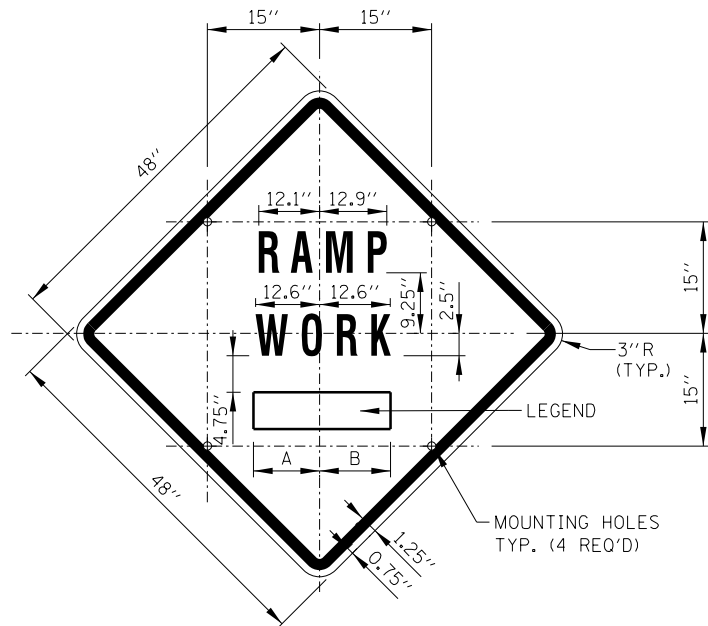 15″ 15″
48″
12.1″ 12.9″
RAMP
12.6″ 12.6″
9.25″
2.5″
15″
WORK
3″R
(TYP.)
15″
4.75″
LEGEND
A B
48″
MOUNTING HOLES
TYP. (4 REQ'D)
1.25″
0.75″